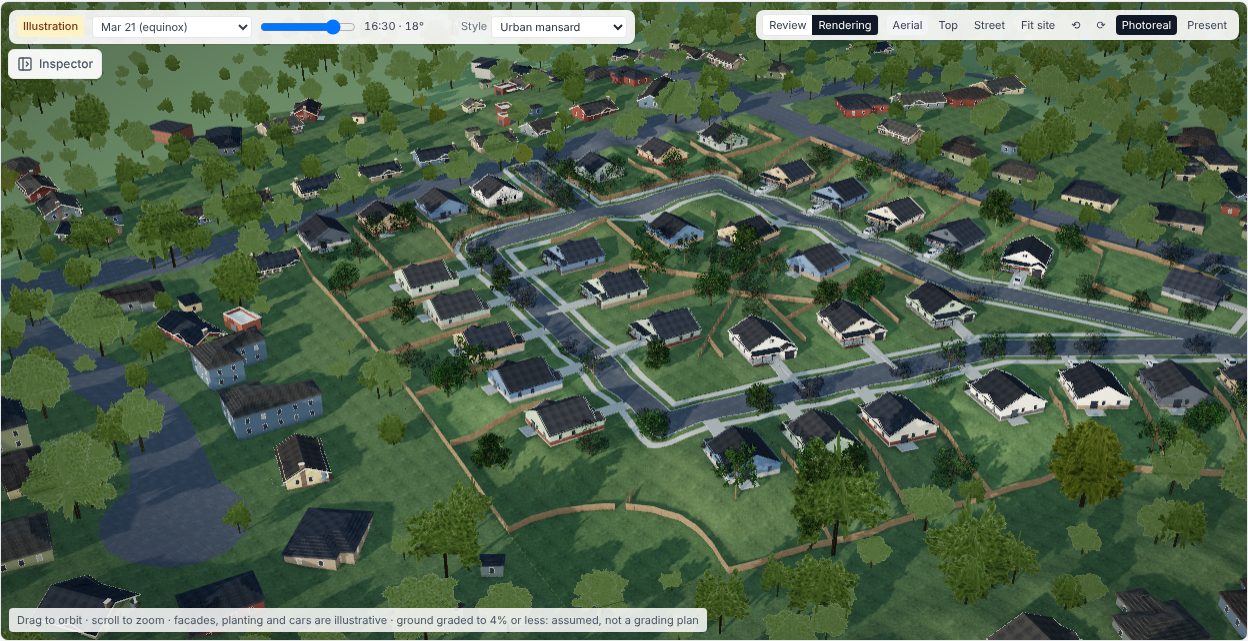 Illustration
Mar 21 (equinox)
16:30 · 18°
Style
Urban mansard
Review
Rendering
Aerial
Top
Street
Fit site
Photoreal
Present
Inspector
Drag to orbit · scroll to zoom · facades, planting and cars are illustrative · ground graded to 4% or less: assumed, not a grading plan